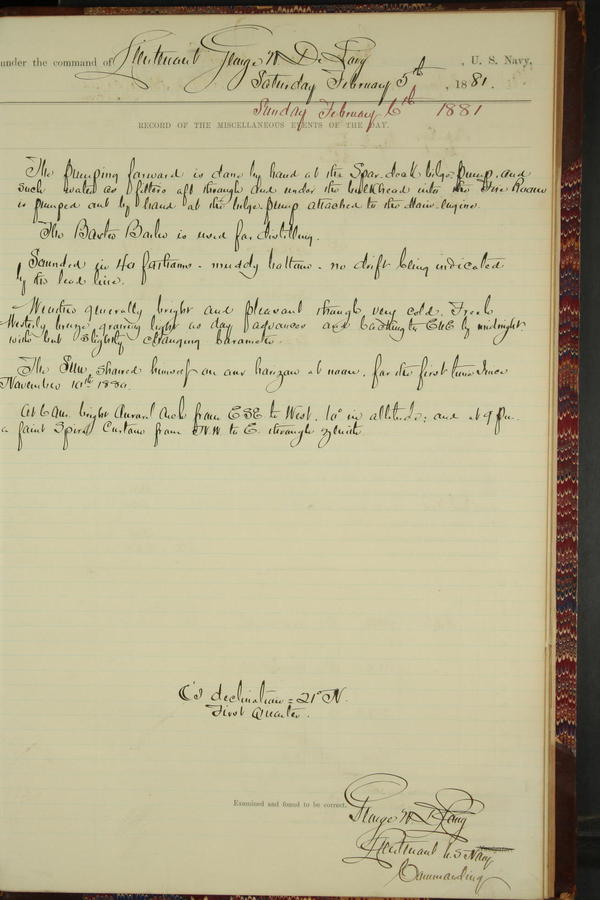 under the command of Lieutenant George W De Long, U. S. Navy,
Saturday February 5th, 1881.
Sunday February 6th 1881
RECORD OF THE MISCELLANEOUS EVENTS OF THE DAY.
The pumping forward is done by hand at the Spar-deck bilge-pump, and
such water as filters aft through and under the bulkhead into the Fire Room
is pumped out by hand at the bilge pump attached to the Main-engine.
The Baxter Boiler is used for distilling.
Sounded in 40 fathoms - muddy bottom - no drift being indicated
by the lead line.
Weather generally bright and pleasant though very cold. Fresh
Westerly breeze, growing light as day advances and backing to by midnight
with but slightly changing barometer.
The Sun showed himself on our horizon at noon, for the first time since
November 10th 1880.
At 6 am. bright Auroral Arch from ESE to West, 10° in altitude; and at 9 pm.
a faint Spiral Curtain from N.W. to E. through zenith.
☾'s declination = 21° N.
First Quarter.
Examined and found to be correct.
George W De Long
Lieutenant U.S Navy
Commanding